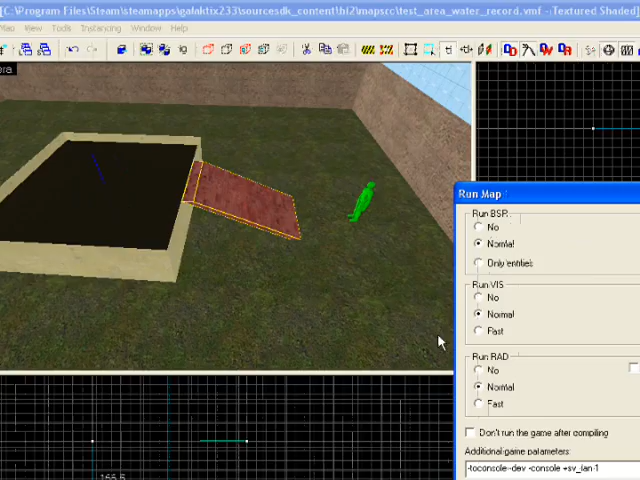 [C:\Program Files\Steam\steamapps\galaktix233\sourcesdk_content\hl2\mapsrc\test_area_water_record.vmf - Textured Shaded]
Map View Tools Instancing Window Help
era
Run Map
Run BSP
No
Normal
Only entities
Run VIS
No
Normal
Fast
Run RAD
No
Normal
Fast
Don't run the game after compiling
Additional game parameters:
-toconsole -dev -console +sv_lan 1